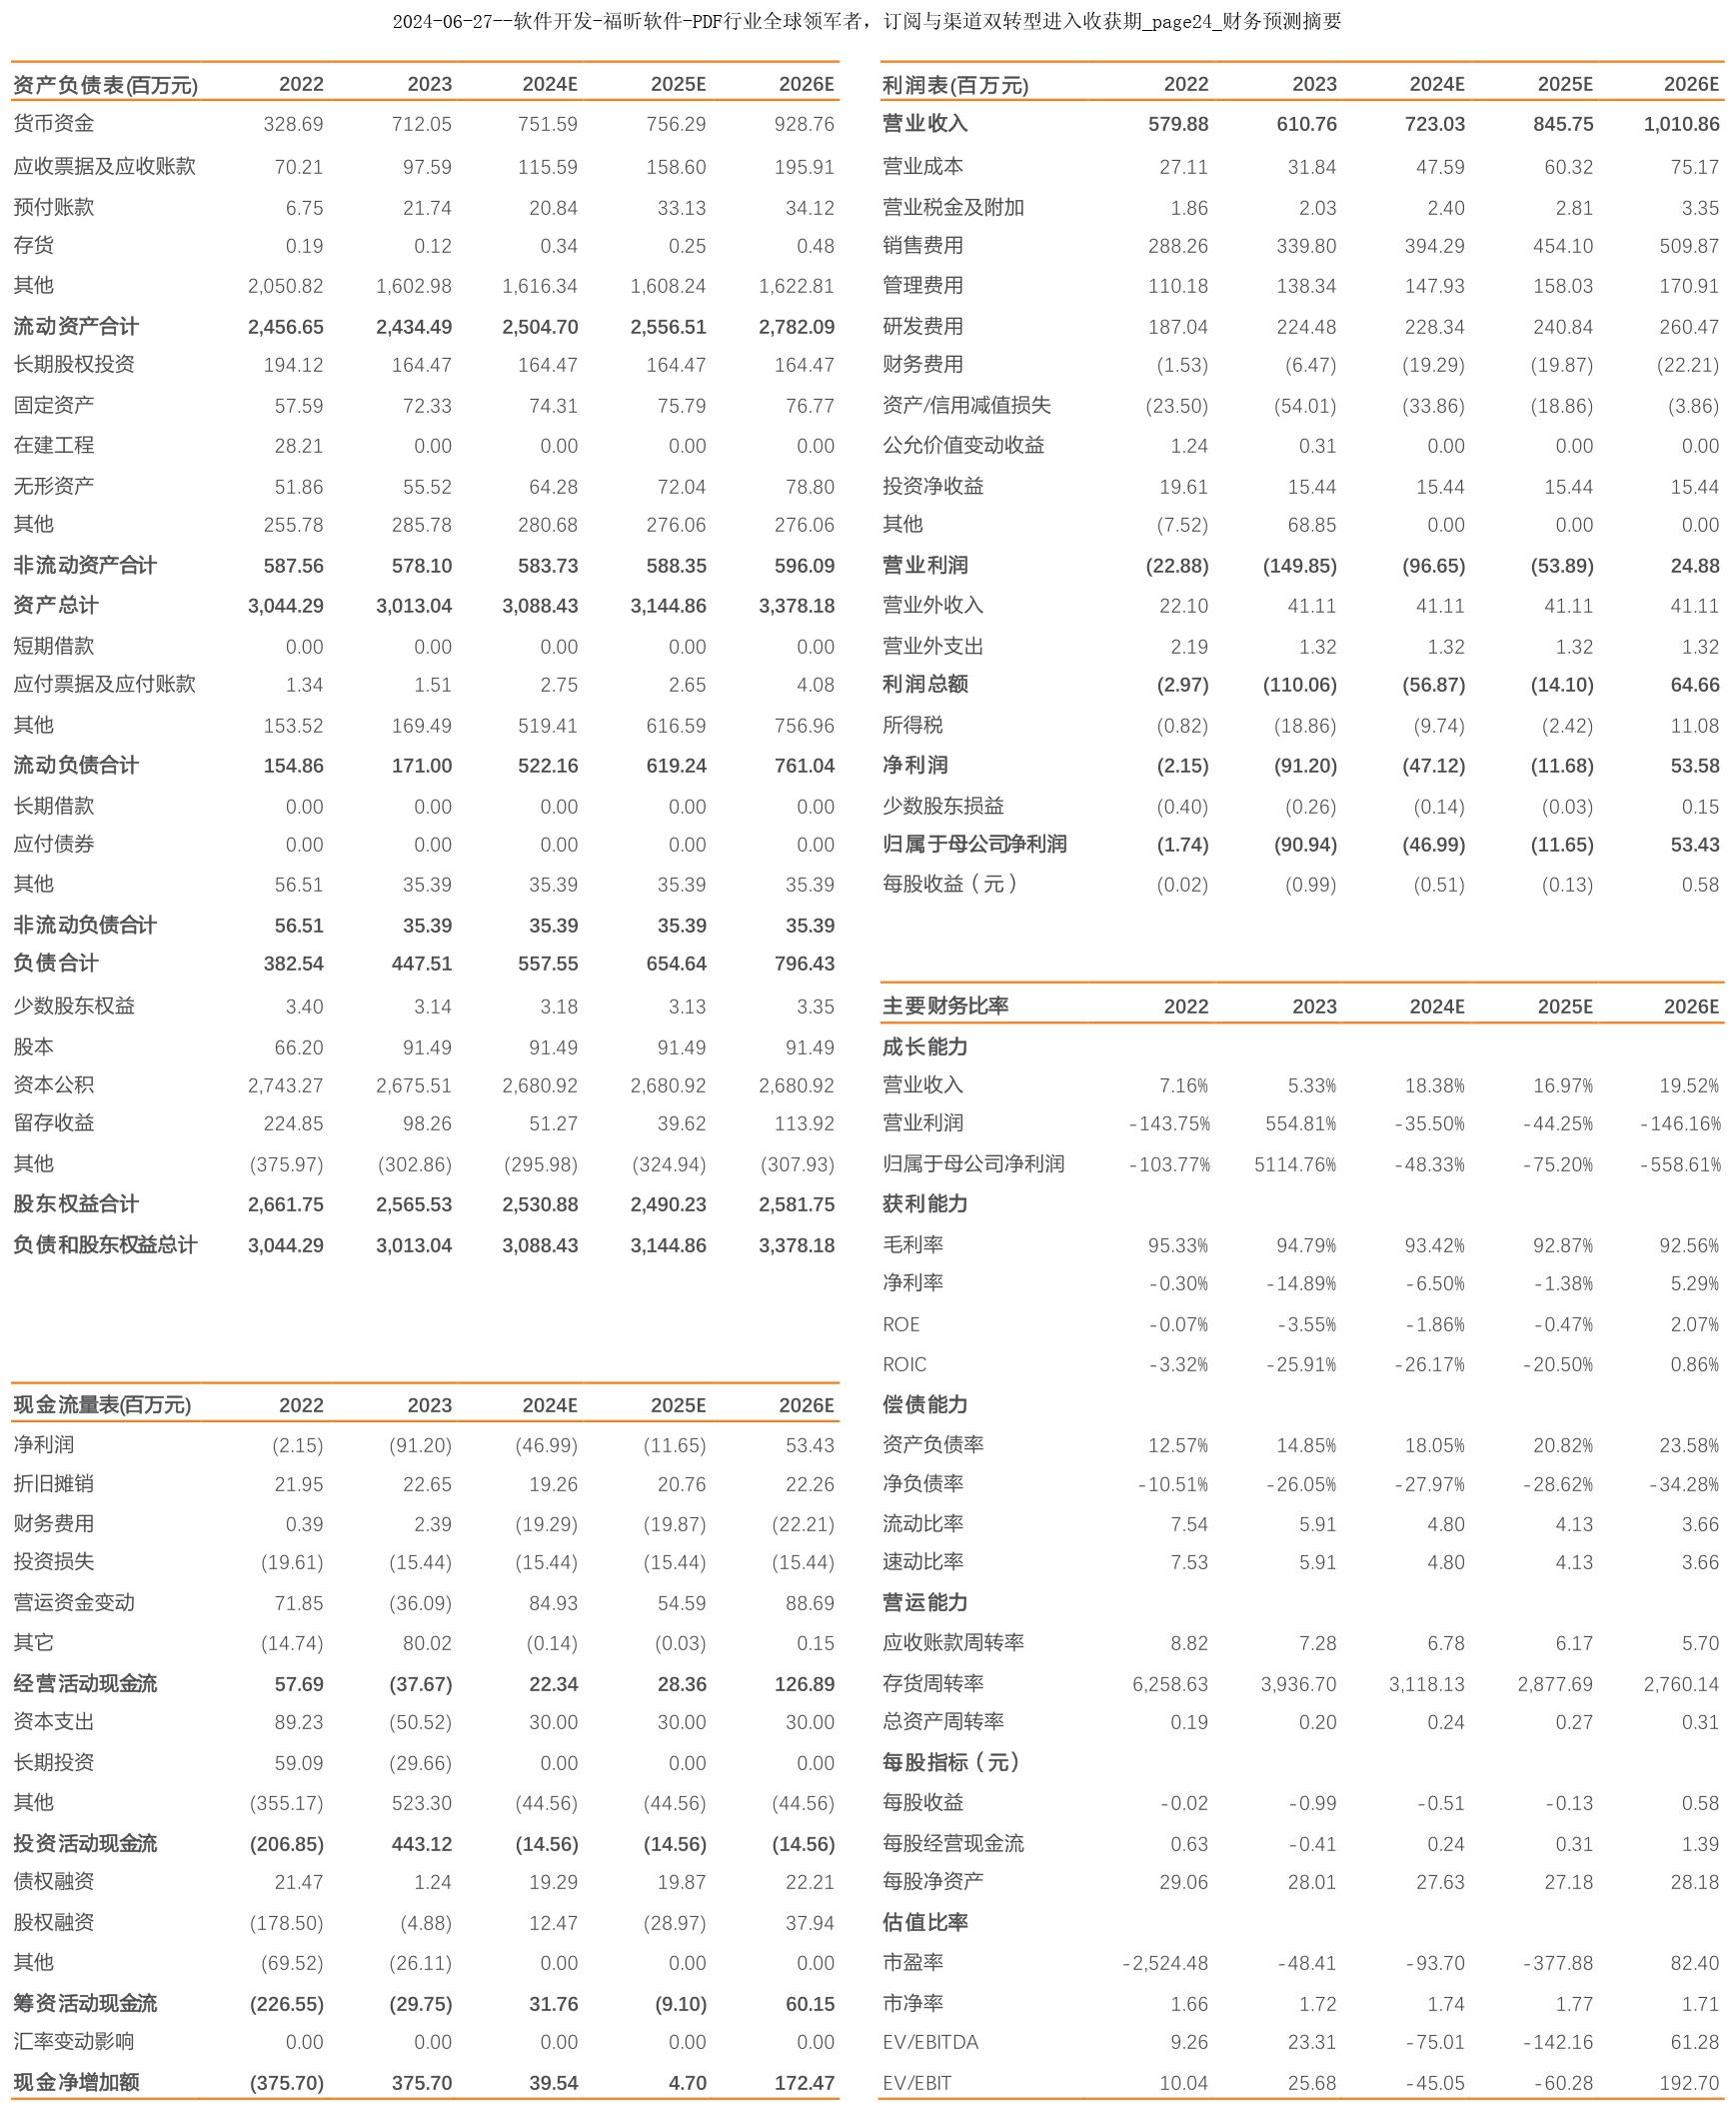 2024-06-27--软件开发-福昕软件-PDF行业全球领军者，订阅与渠道双转型进入收获期_page24_财务预测摘要
资产负债表(百万元) 2022 2023 2024E 2025E 2026E
货币资金 328.69 712.05 751.59 756.29 928.76
应收票据及应收账款 70.21 97.59 115.59 158.60 195.91
预付账款 6.75 21.74 20.84 33.13 34.12
存货 0.19 0.12 0.34 0.25 0.48
其他 2,050.82 1,602.98 1,616.34 1,608.24 1,622.81
流动资产合计 2,456.65 2,434.49 2,504.70 2,556.51 2,782.09
长期股权投资 194.12 164.47 164.47 164.47 164.47
固定资产 57.59 72.33 74.31 75.79 76.77
在建工程 28.21 0.00 0.00 0.00 0.00
无形资产 51.86 55.52 64.28 72.04 78.80
其他 255.78 285.78 280.68 276.06 276.06
非流动资产合计 587.56 578.10 583.73 588.35 596.09
资产总计 3,044.29 3,013.04 3,088.43 3,144.86 3,378.18
短期借款 0.00 0.00 0.00 0.00 0.00
应付票据及应付账款 1.34 1.51 2.75 2.65 4.08
其他 153.52 169.49 519.41 616.59 756.96
流动负债合计 154.86 171.00 522.16 619.24 761.04
长期借款 0.00 0.00 0.00 0.00 0.00
应付债券 0.00 0.00 0.00 0.00 0.00
其他 56.51 35.39 35.39 35.39 35.39
非流动负债合计 56.51 35.39 35.39 35.39 35.39
负债合计 382.54 447.51 557.55 654.64 796.43
少数股东权益 3.40 3.14 3.18 3.13 3.35
股本 66.20 91.49 91.49 91.49 91.49
资本公积 2,743.27 2,675.51 2,680.92 2,680.92 2,680.92
留存收益 224.85 98.26 51.27 39.62 113.92
其他 (375.97) (302.86) (295.98) (324.94) (307.93)
股东权益合计 2,661.75 2,565.53 2,530.88 2,490.23 2,581.75
负债和股东权益总计 3,044.29 3,013.04 3,088.43 3,144.86 3,378.18
现金流量表(百万元) 2022 2023 2024E 2025E 2026E
净利润 (2.15) (91.20) (46.99) (11.65) 53.43
折旧摊销 21.95 22.65 19.26 20.76 22.26
财务费用 0.39 2.39 (19.29) (19.87) (22.21)
投资损失 (19.61) (15.44) (15.44) (15.44) (15.44)
营运资金变动 71.85 (36.09) 84.93 54.59 88.69
其它 (14.74) 80.02 (0.14) (0.03) 0.15
经营活动现金流 57.69 (37.67) 22.34 28.36 126.89
资本支出 89.23 (50.52) 30.00 30.00 30.00
长期投资 59.09 (29.66) 0.00 0.00 0.00
其他 (355.17) 523.30 (44.56) (44.56) (44.56)
投资活动现金流 (206.85) 443.12 (14.56) (14.56) (14.56)
债权融资 21.47 1.24 19.29 19.87 22.21
股权融资 (178.50) (4.88) 12.47 (28.97) 37.94
其他 (69.52) (26.11) 0.00 0.00 0.00
筹资活动现金流 (226.55) (29.75) 31.76 (9.10) 60.15
汇率变动影响 0.00 0.00 0.00 0.00 0.00
现金净增加额 (375.70) 375.70 39.54 4.70 172.47
利润表(百万元) 2022 2023 2024E 2025E 2026E
营业收入 579.88 610.76 723.03 845.75 1,010.86
营业成本 27.11 31.84 47.59 60.32 75.17
营业税金及附加 1.86 2.03 2.40 2.81 3.35
销售费用 288.26 339.80 394.29 454.10 509.87
管理费用 110.18 138.34 147.93 158.03 170.91
研发费用 187.04 224.48 228.34 240.84 260.47
财务费用 (1.53) (6.47) (19.29) (19.87) (22.21)
资产/信用减值损失 (23.50) (54.01) (33.86) (18.86) (3.86)
公允价值变动收益 1.24 0.31 0.00 0.00 0.00
投资净收益 19.61 15.44 15.44 15.44 15.44
其他 (7.52) 68.85 0.00 0.00 0.00
营业利润 (22.88) (149.85) (96.65) (53.89) 24.88
营业外收入 22.10 41.11 41.11 41.11 41.11
营业外支出 2.19 1.32 1.32 1.32 1.32
利润总额 (2.97) (110.06) (56.87) (14.10) 64.66
所得税 (0.82) (18.86) (9.74) (2.42) 11.08
净利润 (2.15) (91.20) (47.12) (11.68) 53.58
少数股东损益 (0.40) (0.26) (0.14) (0.03) 0.15
归属于母公司净利润 (1.74) (90.94) (46.99) (11.65) 53.43
每股收益（元） (0.02) (0.99) (0.51) (0.13) 0.58
主要财务比率 2022 2023 2024E 2025E 2026E
成长能力
营业收入 7.16% 5.33% 18.38% 16.97% 19.52%
营业利润 -143.75% 554.81% -35.50% -44.25% -146.16%
归属于母公司净利润 -103.77% 5114.76% -48.33% -75.20% -558.61%
获利能力
毛利率 95.33% 94.79% 93.42% 92.87% 92.56%
净利率 -0.30% -14.89% -6.50% -1.38% 5.29%
ROE -0.07% -3.55% -1.86% -0.47% 2.07%
ROIC -3.32% -25.91% -26.17% -20.50% 0.86%
偿债能力
资产负债率 12.57% 14.85% 18.05% 20.82% 23.58%
净负债率 -10.51% -26.05% -27.97% -28.62% -34.28%
流动比率 7.54 5.91 4.80 4.13 3.66
速动比率 7.53 5.91 4.80 4.13 3.66
营运能力
应收账款周转率 8.82 7.28 6.78 6.17 5.70
存货周转率 6,258.63 3,936.70 3,118.13 2,877.69 2,760.14
总资产周转率 0.19 0.20 0.24 0.27 0.31
每股指标（元）
每股收益 -0.02 -0.99 -0.51 -0.13 0.58
每股经营现金流 0.63 -0.41 0.24 0.31 1.39
每股净资产 29.06 28.01 27.63 27.18 28.18
估值比率
市盈率 -2,524.48 -48.41 -93.70 -377.88 82.40
市净率 1.66 1.72 1.74 1.77 1.71
EV/EBITDA 9.26 23.31 -75.01 -142.16 61.28
EV/EBIT 10.04 25.68 -45.05 -60.28 192.70